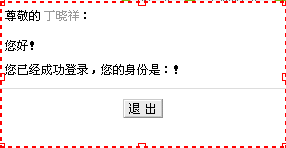 尊敬的 丁晓祥：
您好！
您已经成功登录，您的身份是：！
退 出